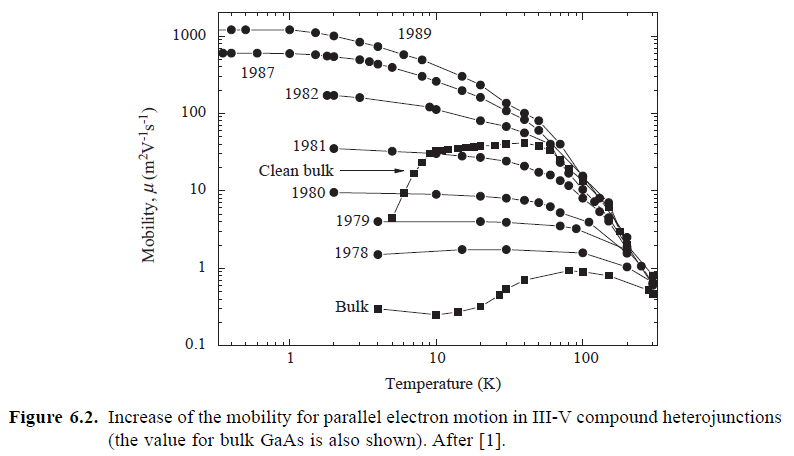 1000
100
10
1
0.1
Mobility, μ (m²V⁻¹s⁻¹)
1989
1987
1982
1981
Clean bulk
1980
1979
1978
Bulk
1 10 100
Temperature (K)
Figure 6.2. Increase of the mobility for parallel electron motion in III-V compound heterojunctions
(the value for bulk GaAs is also shown). After [1].